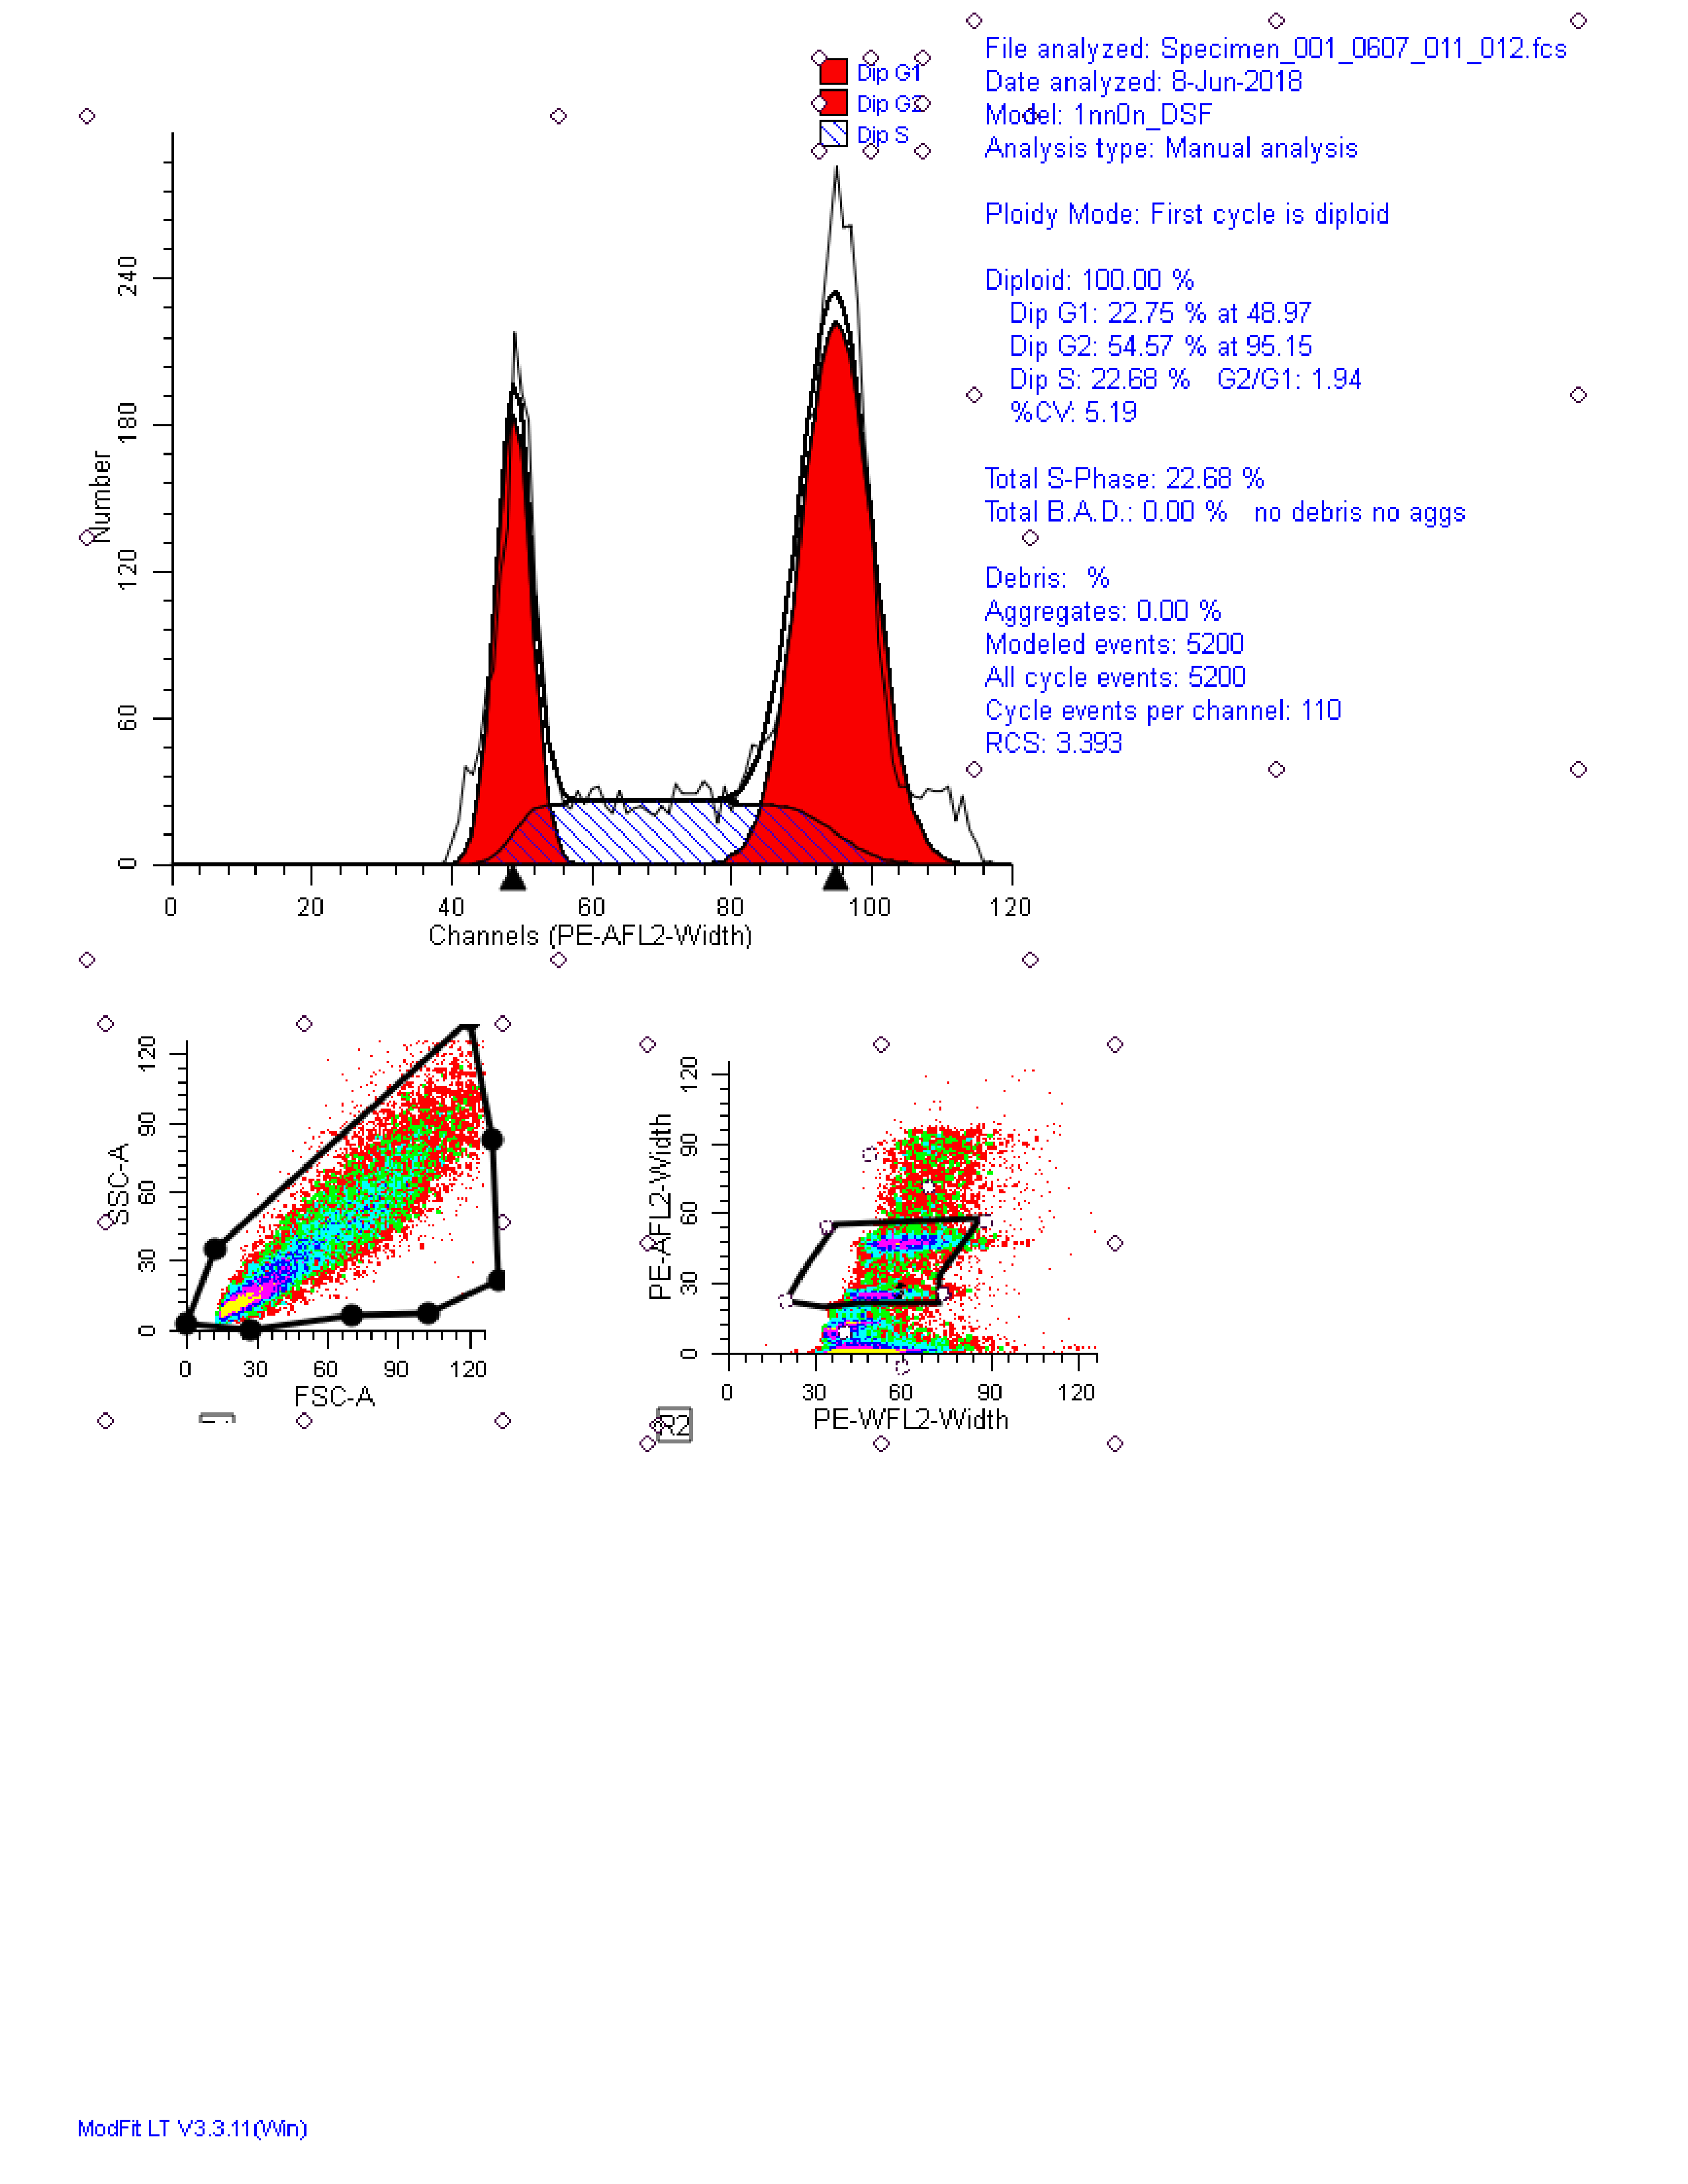 Dip G1
Dip G2
Dip S
File analyzed: Specimen_001_0607_011_012.fcs
Date analyzed: 8-Jun-2018
Model: 1nn0n_DSF
Analysis type: Manual analysis
Ploidy Mode: First cycle is diploid
Diploid: 100.00 %
Dip G1: 22.75 % at 48.97
Dip G2: 54.57 % at 95.15
Dip S: 22.68 % G2/G1: 1.94
%CV: 5.19
Total S-Phase: 22.68 %
Total B.A.D.: 0.00 % no debris no aggs
Debris: %
Aggregates: 0.00 %
Modeled events: 5200
All cycle events: 5200
Cycle events per channel: 110
RCS: 3.393
Number
0 60 120 180 240
0 20 40 60 80 100 120
Channels (PE-AFL2-Width)
SSC-A
0 30 60 90 120
0 30 60 90 120
FSC-A
PE-AFL2-Width
0 30 60 90 120
0 30 60 90 120
PE-WFL2-Width
R2
ModFit LT V3.3.11(Win)